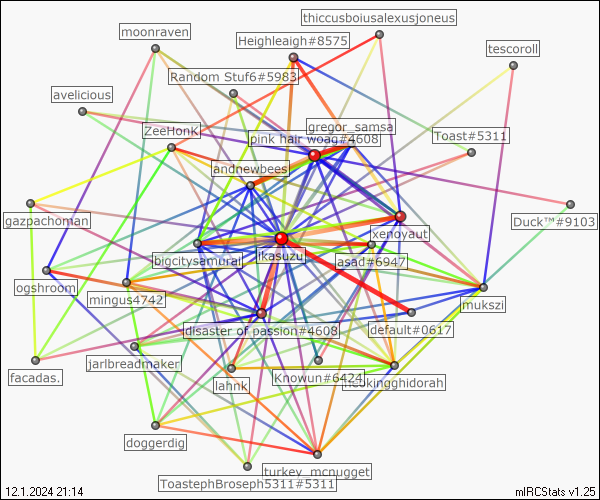 thiccusboiusalexusjoneus
moonraven
Heighleaigh#8575
tescoroll
Random Stuf6#5983
avelicious
gregor_samsa
ZeeHonK
pink hair woag#4608
Toast#5311
andnewbees
gazpachoman
Duck™#9103
xenoyaut
bigcitysamurai
likasuzu
asad#6947
ogshroom
mingus4742
mukszi
disaster of passion#4608
default#0617
jarlbreadmaker
facadas.
lahnk
Knowun#6424
doggerdig
turkey_mcnugget
ToastephBroseph5311#5311
12.1.2024 21:14
mIRCStats v1.25